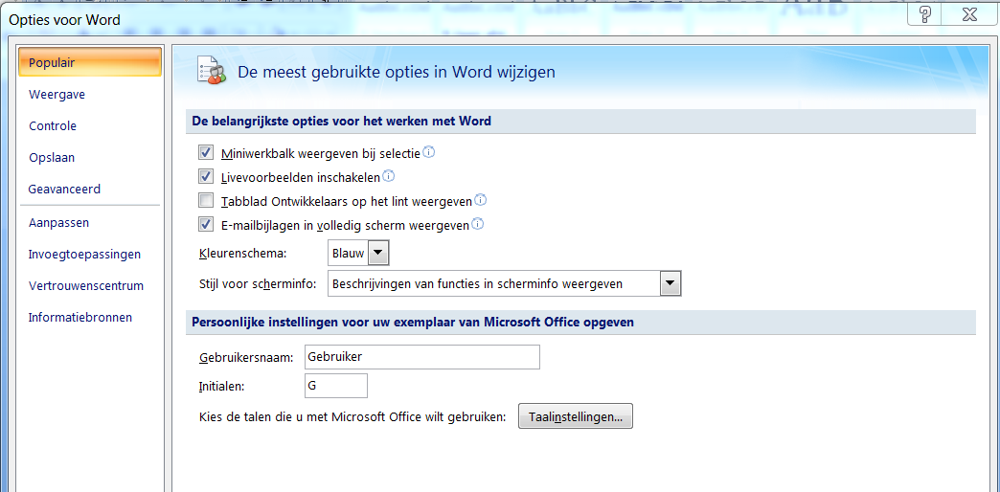 Opties voor Word
Populair
Weergave
Controle
Opslaan
Geavanceerd
Aanpassen
Invoegtoepassingen
Vertrouwenscentrum
Informatiebronnen
De meest gebruikte opties in Word wijzigen
De belangrijkste opties voor het werken met Word
Miniwerkbalk weergeven bij selectie
Livevoorbeelden inschakelen
Tabblad Ontwikkelaars op het lint weergeven
E-mailbijlagen in volledig scherm weergeven
Kleurenschema: Blauw
Stijl voor scherminfo: Beschrijvingen van functies in scherminfo weergeven
Persoonlijke instellingen voor uw exemplaar van Microsoft Office opgeven
Gebruikersnaam: Gebruiker
Initialen: G
Kies de talen die u met Microsoft Office wilt gebruiken: Taalinstellingen...